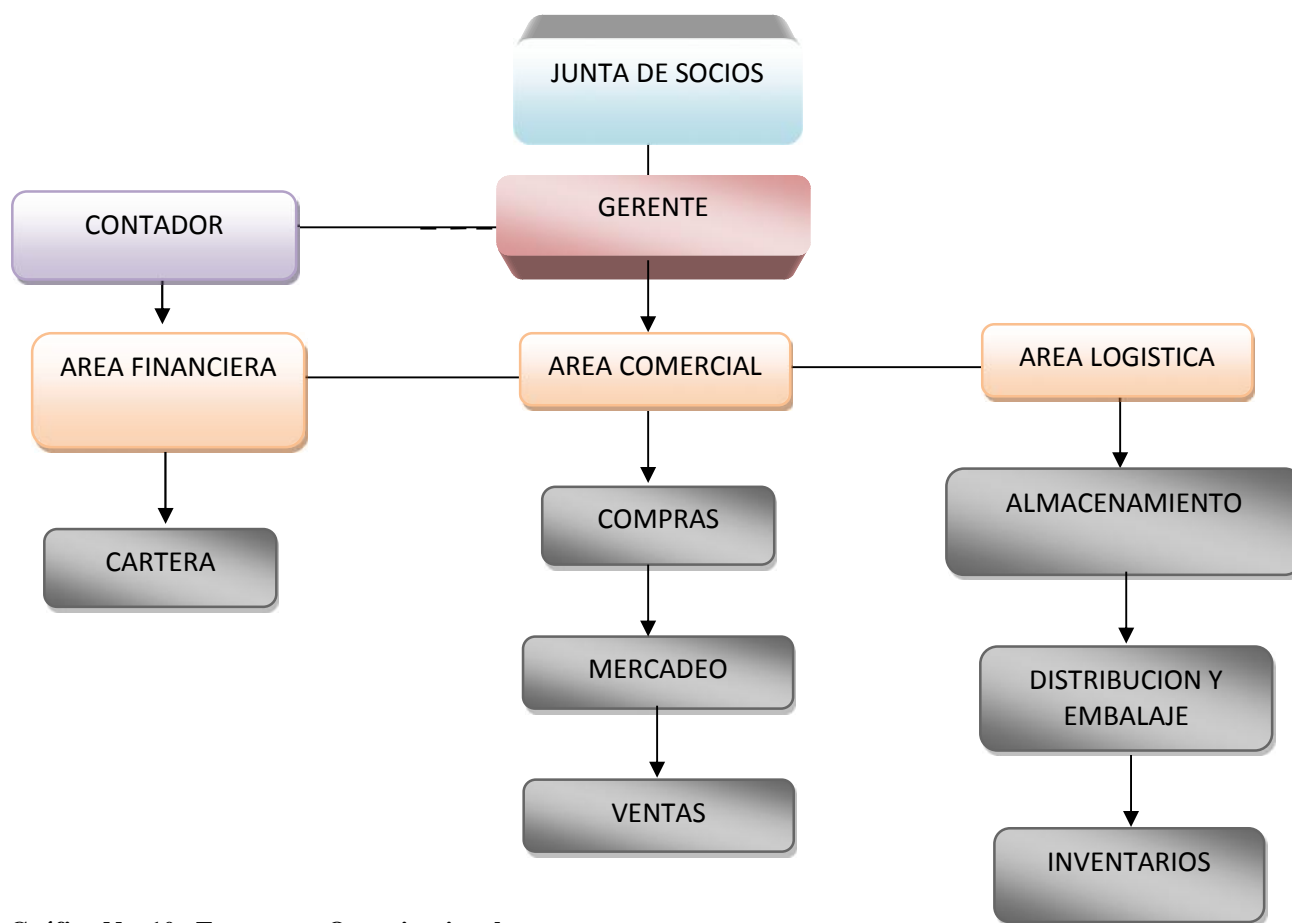 JUNTA DE SOCIOS
GERENTE
CONTADOR
AREA FINANCIERA
AREA COMERCIAL
AREA LOGISTICA
CARTERA
COMPRAS
ALMACENAMIENTO
MERCADEO
DISTRIBUCION Y
EMBALAJE
VENTAS
INVENTARIOS